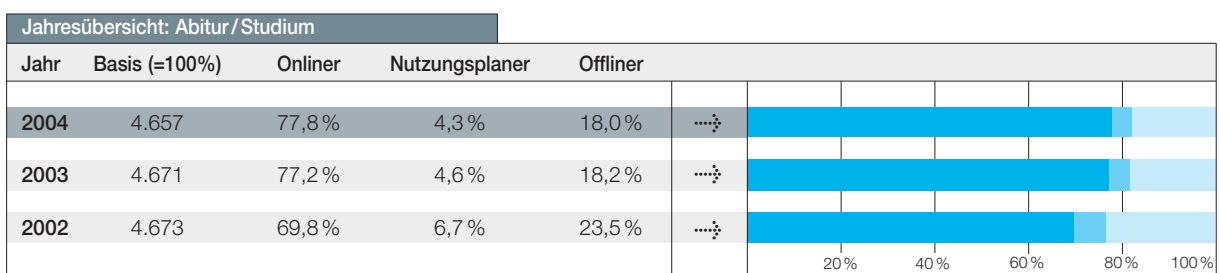 Jahresübersicht: Abitur/Studium
Jahr Basis (=100%) Onliner Nutzungsplaner Offliner
2004 4.657 77,8% 4,3% 18,0%
2003 4.671 77,2% 4,6% 18,2%
2002 4.673 69,8% 6,7% 23,5%
20% 40% 60% 80% 100%